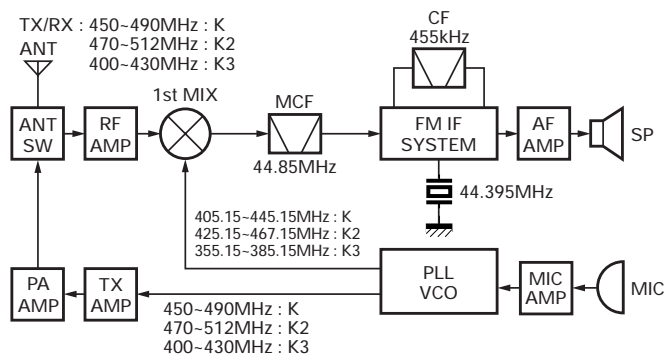 TX/RX : 450~490MHz : K
470~512MHz : K2
400~430MHz : K3
ANT
CF
455kHz
1st MIX
MCF
ANT
SW
RF
AMP
FM IF
SYSTEM
AF
AMP
SP
44.85MHz
44.395MHz
405.15~445.15MHz : K
425.15~467.15MHz : K2
355.15~385.15MHz : K3
PA
AMP
TX
AMP
PLL
VCO
MIC
AMP
MIC
450~490MHz : K
470~512MHz : K2
400~430MHz : K3